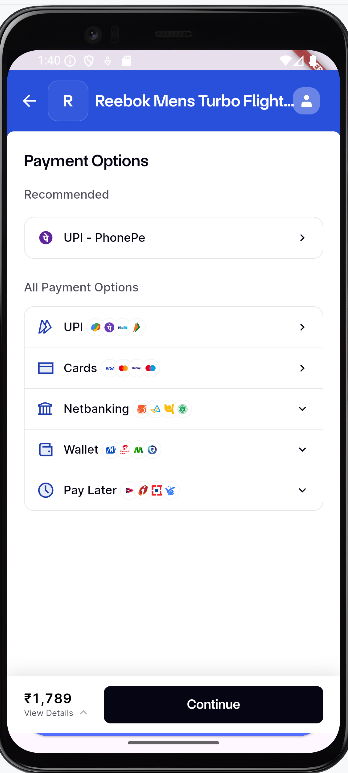 1:40
R
Reebok Mens Turbo Flight...
Payment Options
Recommended
UPI - PhonePe
All Payment Options
UPI
Cards
Netbanking
Wallet
Pay Later
₹1,789
View Details
Continue